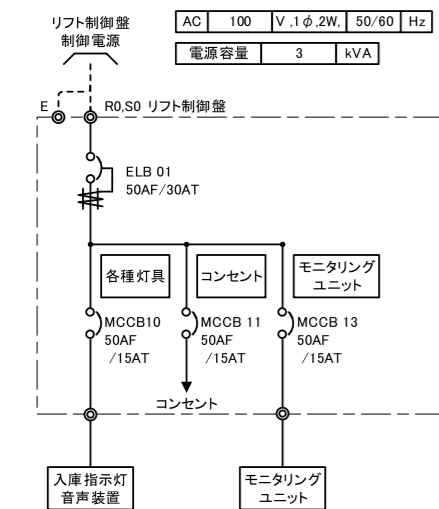 リフト制御盤
制御電源
AC 100 V ,1φ,2W, 50/60 Hz
電源容量 3 kVA
E R0,S0 リフト制御盤
ELB 01
50AF/30AT
各種灯具 コンセント モニタリング
ユニット
MCCB10 MCCB 11 MCCB 13
50AF 50AF 50AF
/15AT /15AT /15AT
コンセント
入庫指示灯
音声装置
モニタリング
ユニット